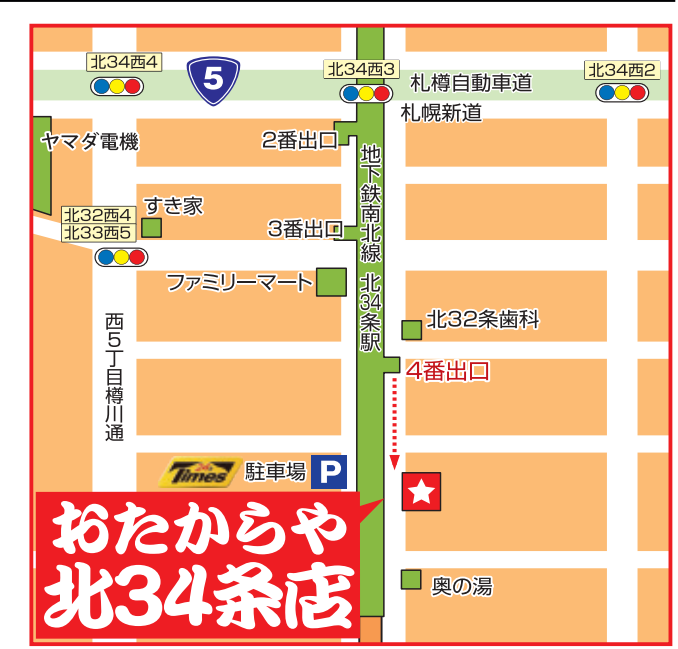 北34西4
5
北34西3
北34西2
札樽自動車道
札幌新道
ヤマダ電機
2番出口
地下鉄南北線 北34条駅
すき家
北32西4
北33西5
3番出口
ファミリーマート
北32条歯科
西5丁目樽川通
4番出口
Times
駐車場
P
おたからや
北34条店
奥の湯